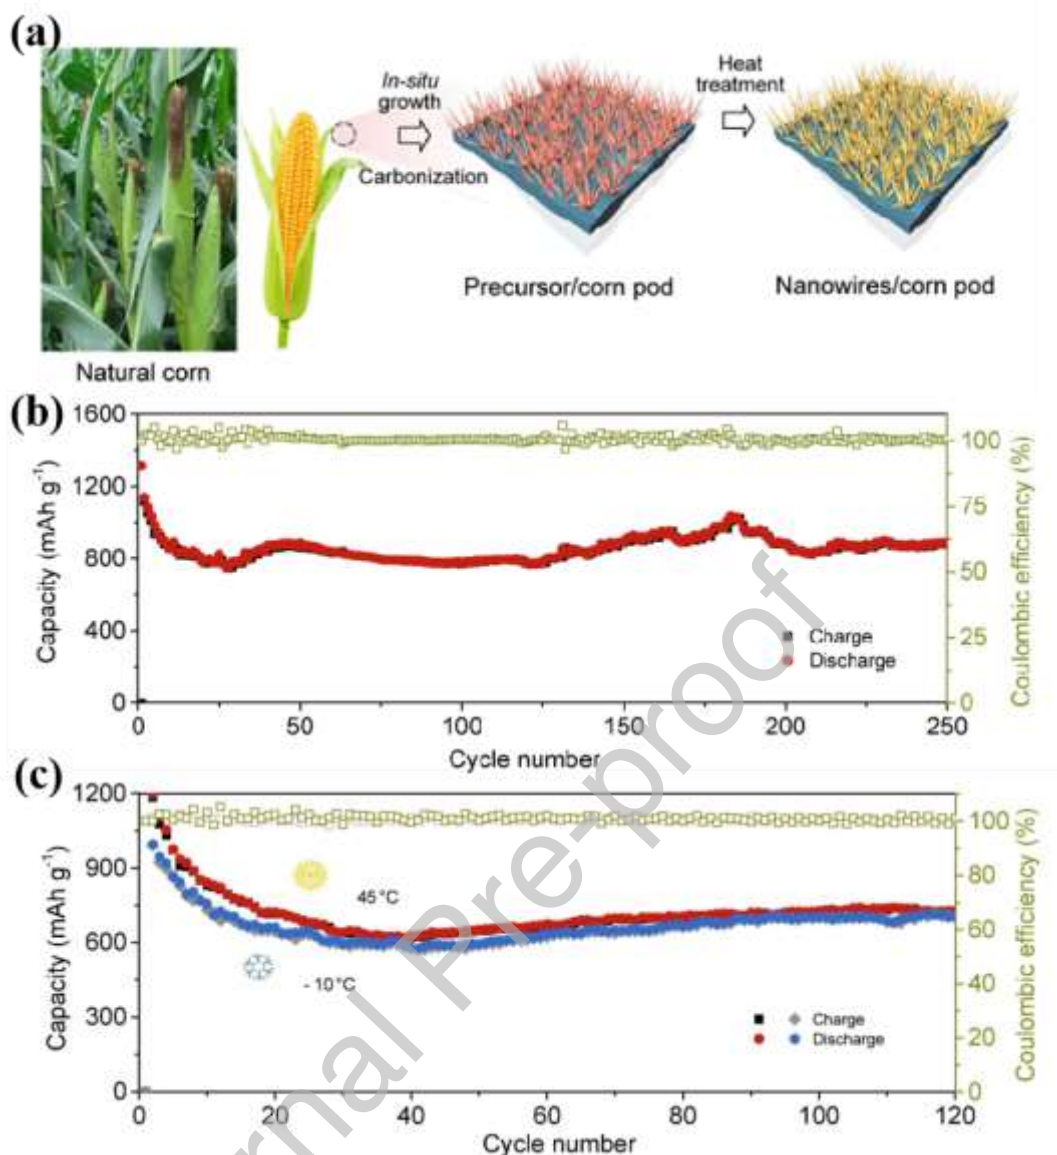 (a)
In-situ
growth
Carbonization
Heat
treatment
Natural corn
Precursor/corn pod
Nanowires/corn pod
(b)
1600
1200
800
400
0
Capacity (mAh g⁻¹)
100
75
50
25
0
Coulombic efficiency (%)
Charge
Discharge
0 50 100 150 200 250
Cycle number
(c)
1200
900
600
300
0
Capacity (mAh g⁻¹)
100
80
60
40
20
0
Coulombic efficiency (%)
45°C
- 10°C
Charge
Discharge
0 20 40 60 80 100 120
Cycle number
rnal Pre-proof